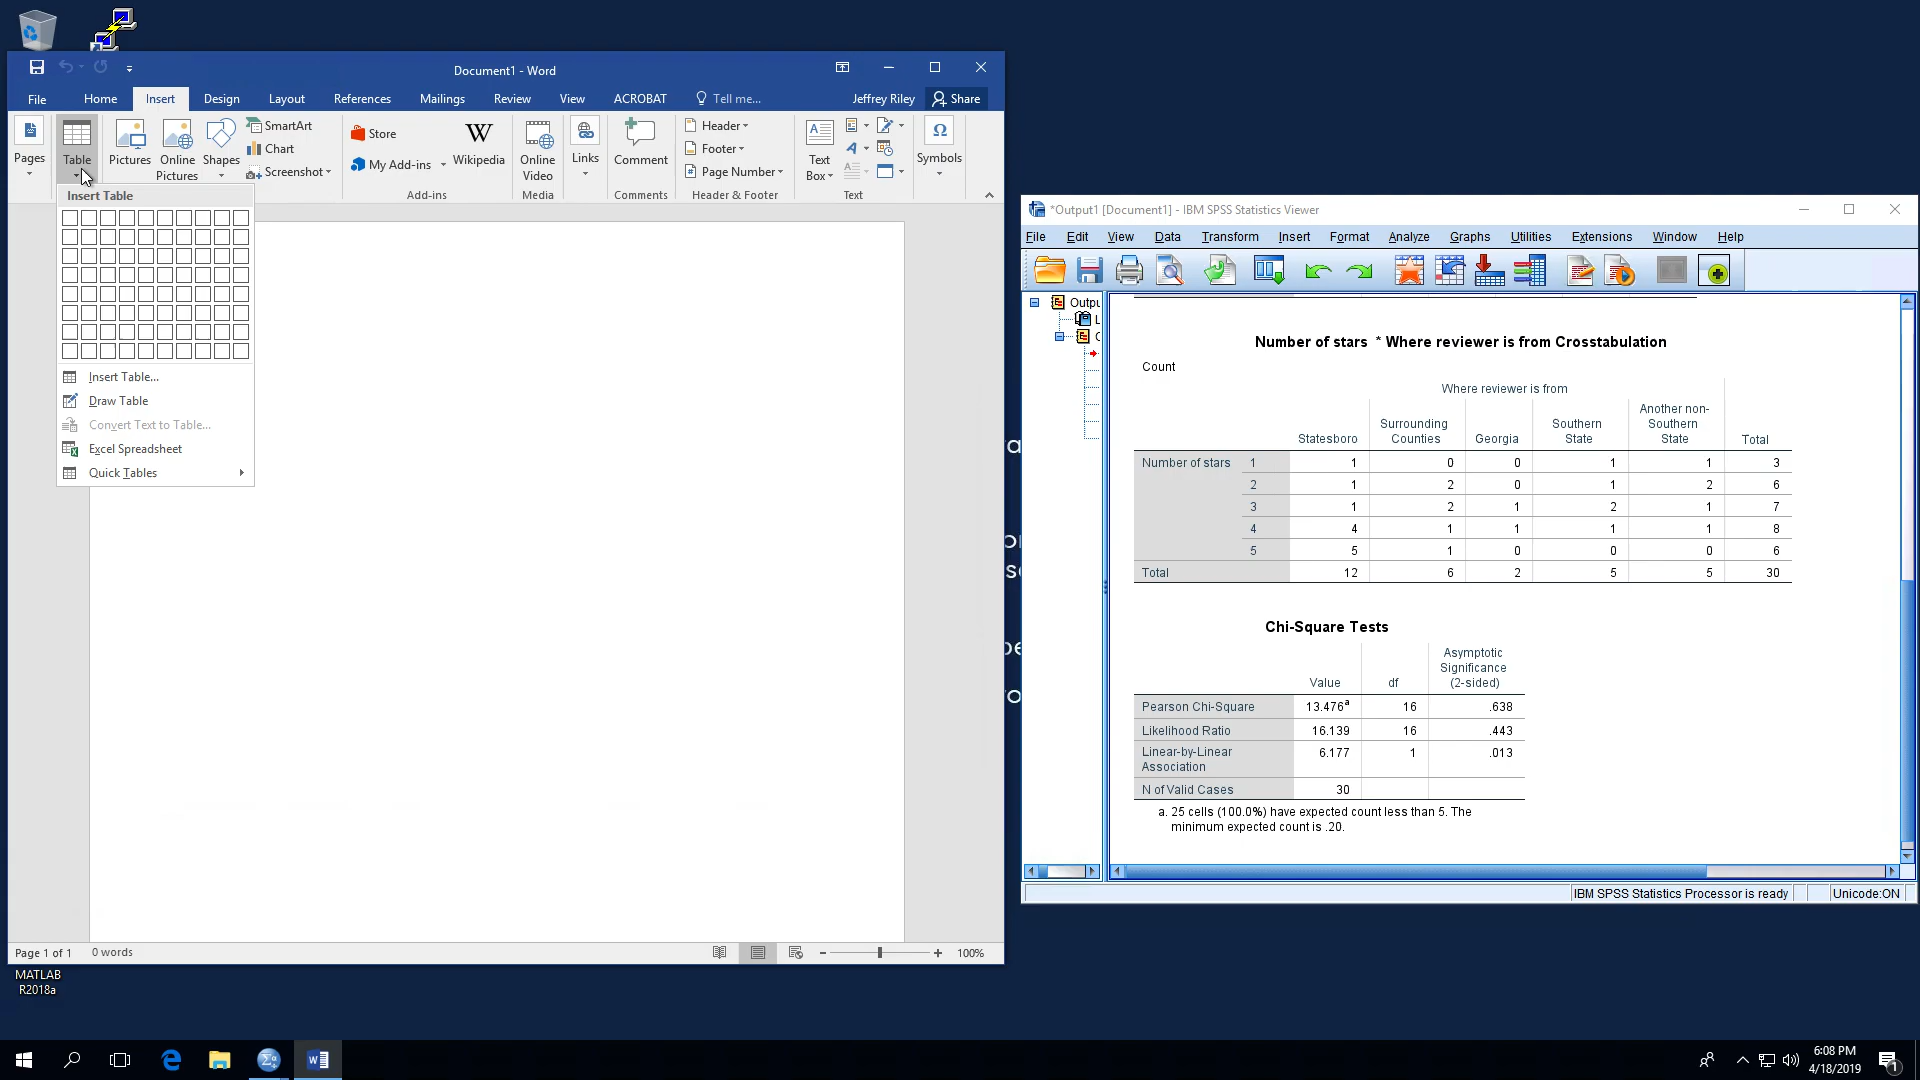 Document1 - Word
File
Home
Insert
Design
Layout
References
Mailings
Review
View
ACROBAT
Tell me...
Jeffrey Riley
Share
Pages
Table
Pictures
Online
Pictures
Shapes
SmartArt
Chart
Screenshot
Store
My Add-ins
W
Wikipedia
Online
Video
Links
Comment
Header
Footer
Page Number
Text
Box
Symbols
Add-ins
Media
Comments
Header & Footer
Text
Insert Table
Insert Table...
Draw Table
Convert Text to Table...
Excel Spreadsheet
Quick Tables
Page 1 of 1
0 words
100%
MATLAB
R2018a
*Output1 [Document1] - IBM SPSS Statistics Viewer
File Edit View Data Transform Insert Format Analyze Graphs Utilities Extensions Window Help
Outpu
L
C
Number of stars * Where reviewer is from Crosstabulation
Count
Where reviewer is from
Statesboro
Surrounding
Counties
Georgia
Southern
State
Another non-
Southern
State
Total
Number of stars 1 1 0 0 1 1 3
2 1 2 0 1 2 6
3 1 2 1 2 1 7
4 4 1 1 1 1 8
5 5 1 0 0 0 6
Total 12 6 2 5 5 30
Chi-Square Tests
Value
df
Asymptotic
Significance
(2-sided)
Pearson Chi-Square 13.476a 16 .638
Likelihood Ratio 16.139 16 .443
Linear-by-Linear
Association 6.177 1 .013
N of Valid Cases 30
a. 25 cells (100.0%) have expected count less than 5. The
minimum expected count is .20.
IBM SPSS Statistics Processor is ready
Unicode:ON
6:08 PM
4/18/2019
1